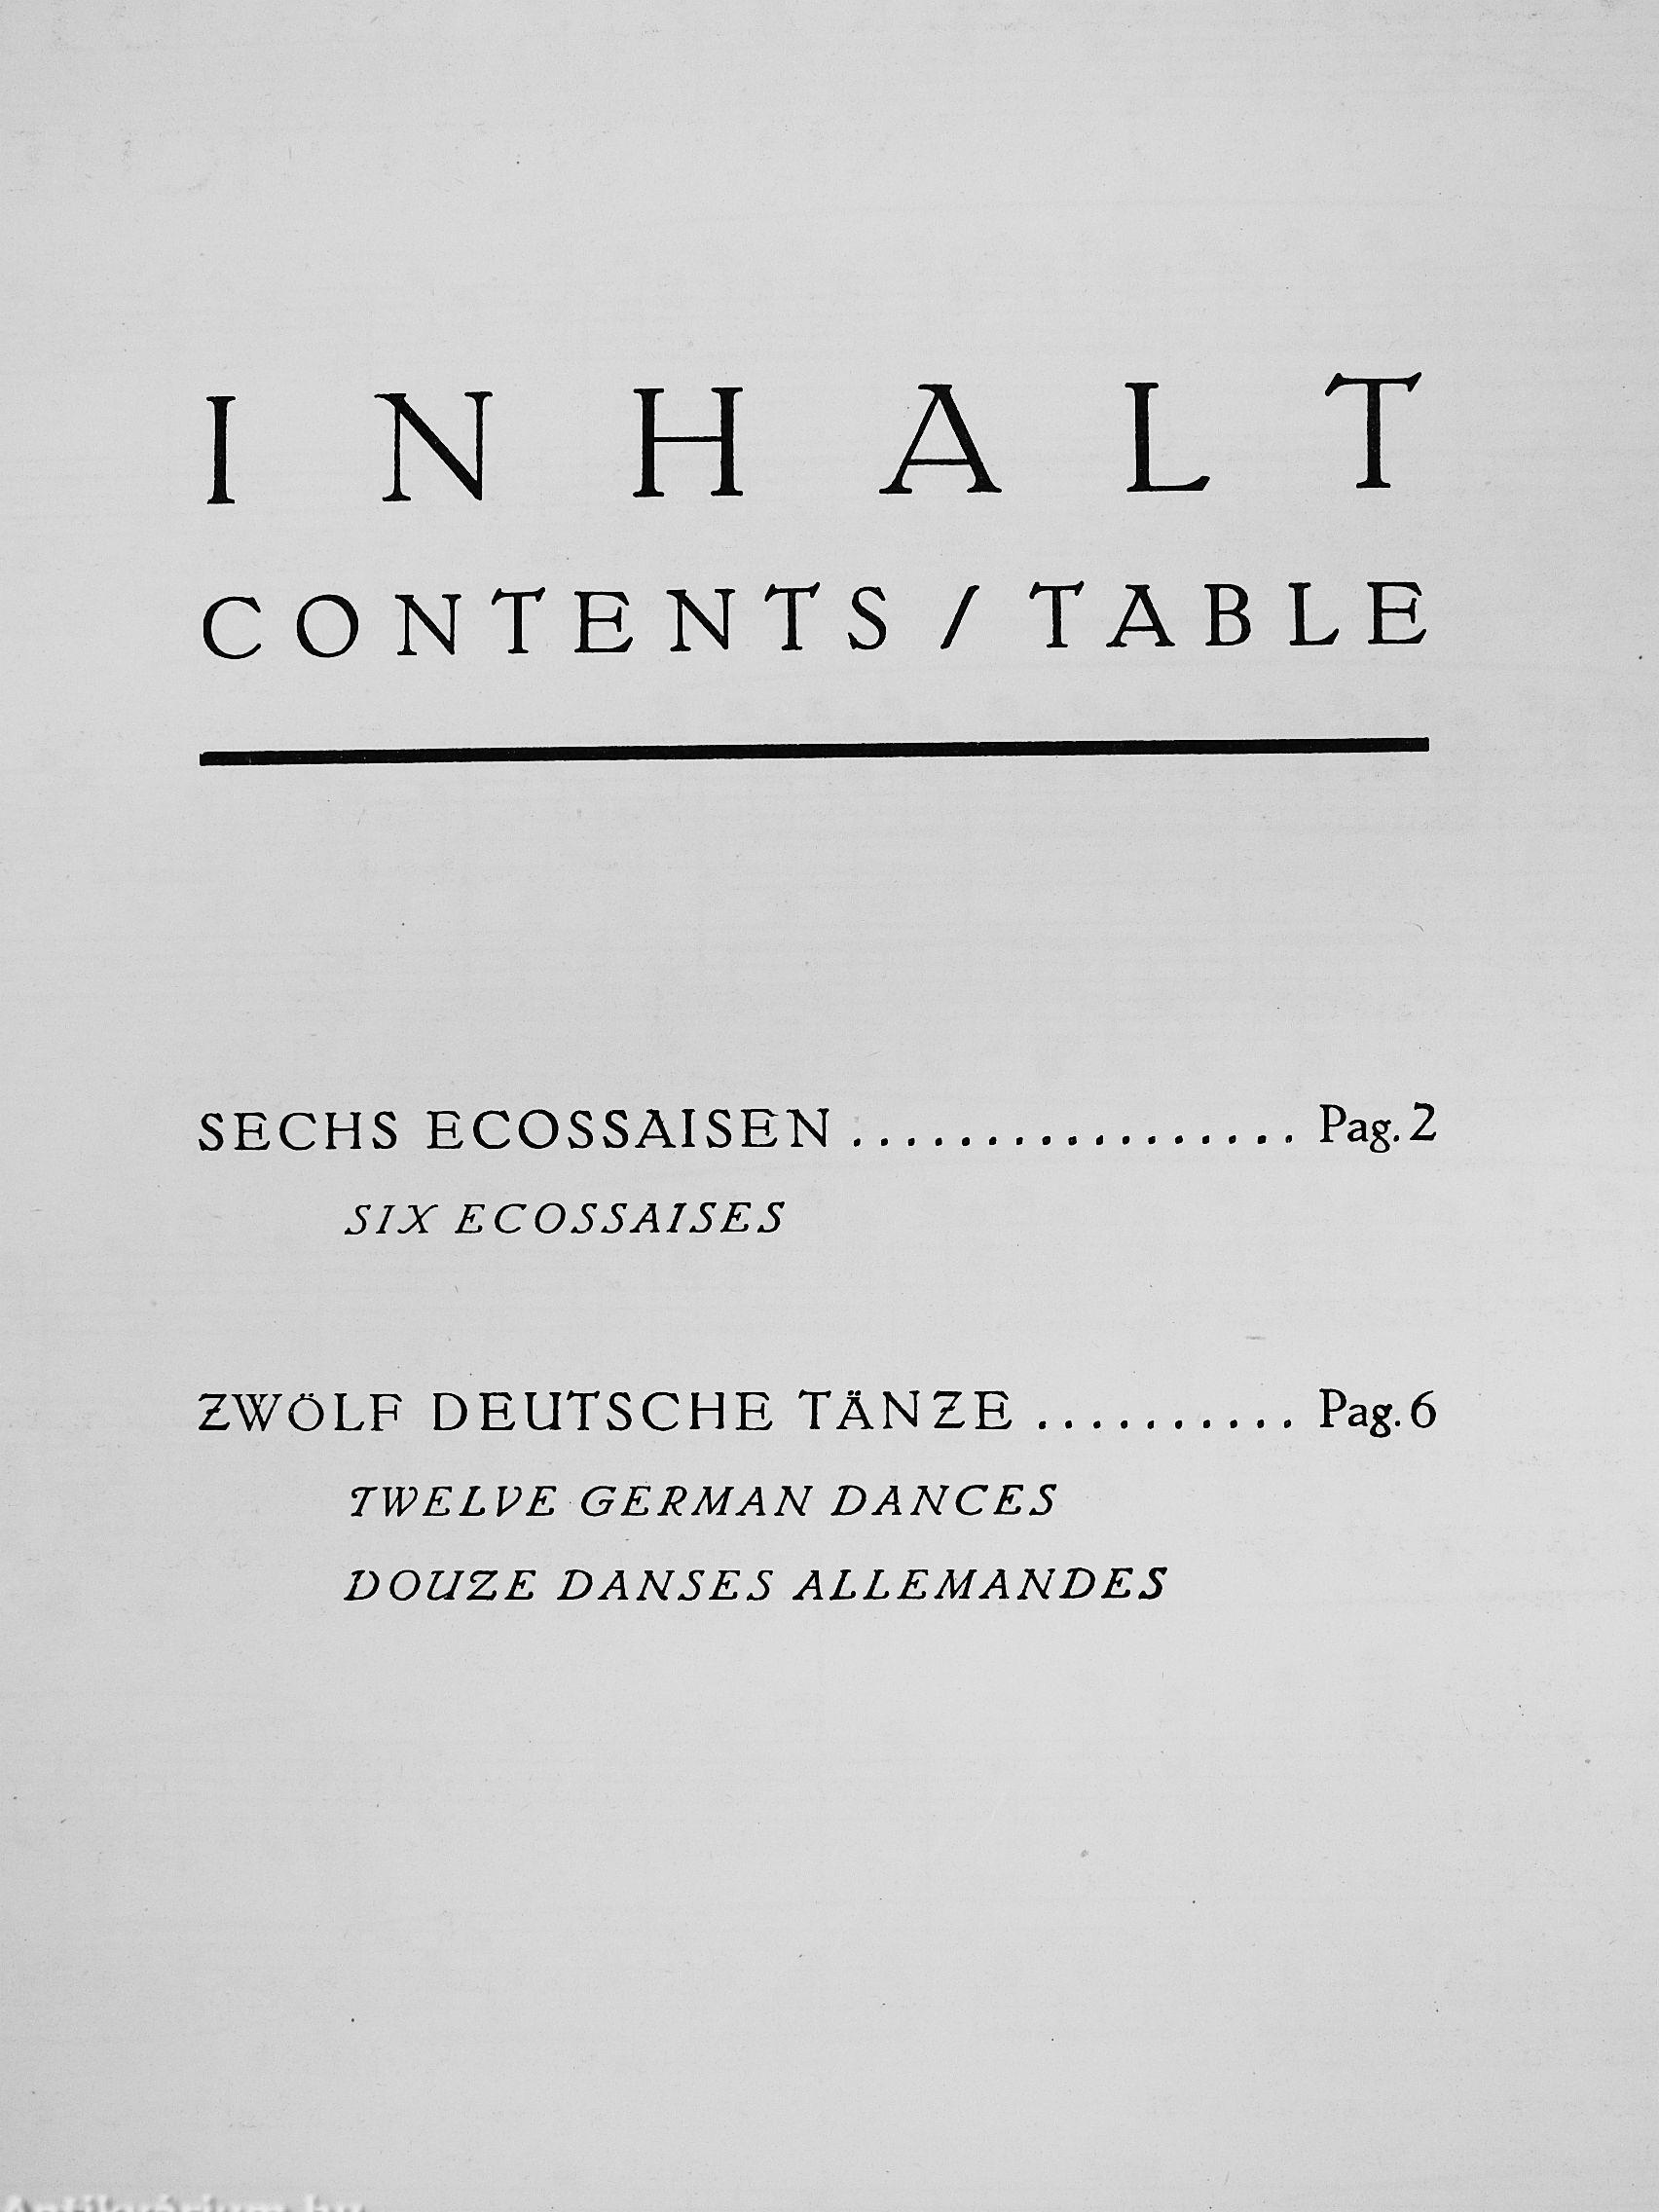 INHALT
CONTENTS / TABLE
SECHS ECOSSAISEN ................. Pag. 2
SIX ECOSSAISES
ZWÖLF DEUTSCHE TÄNZE .......... Pag. 6
TWELVE GERMAN DANCES
DOUZE DANSES ALLEMANDES